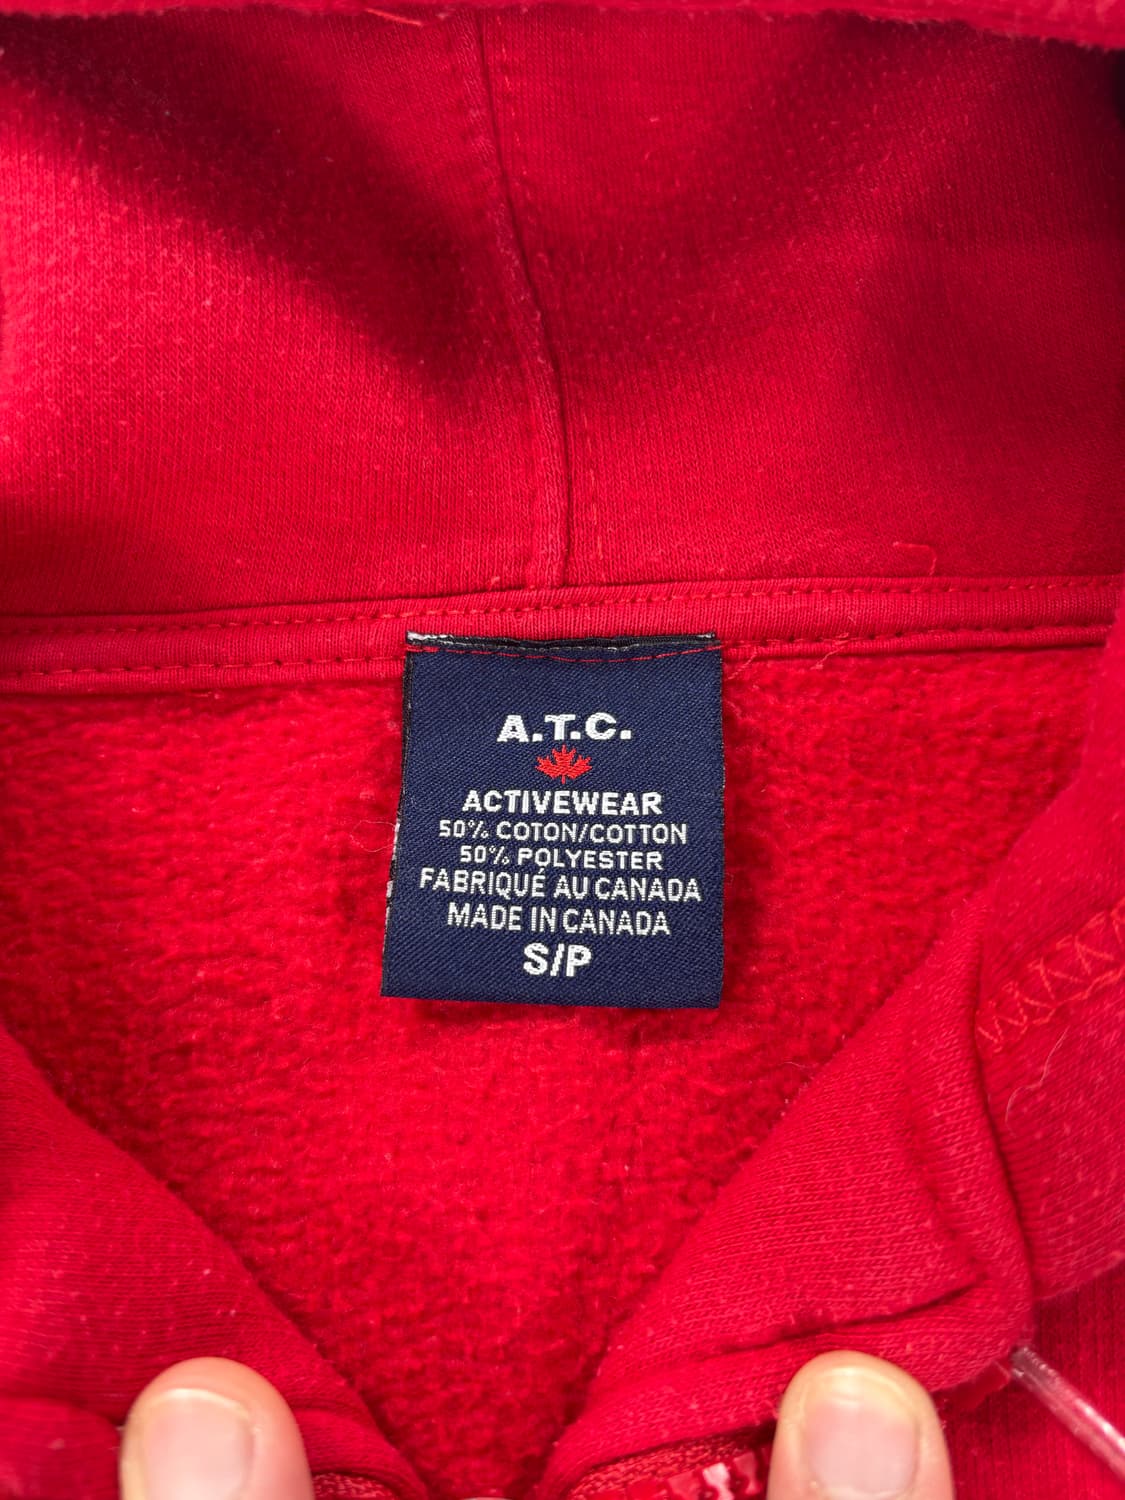 A.T.C.
ACTIVEWEAR
50% COTON/COTTON
50% POLYESTER
FABRIQUÉ AU CANADA
MADE IN CANADA
S/P